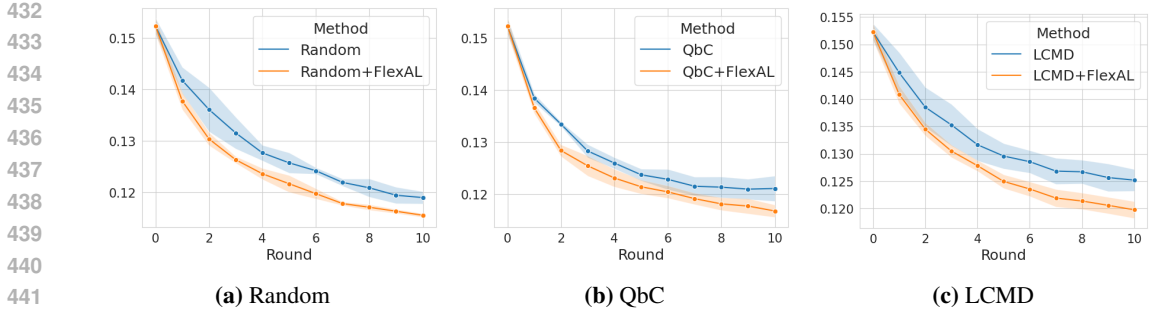 432
433
434
435
436
437
438
439
440
441
Method
Random
Random+FlexAL
0.15
0.14
0.13
0.12
0 2 4 6 8 10
Round
(a) Random
Method
QbC
QbC+FlexAL
0.15
0.14
0.13
0.12
0 2 4 6 8 10
Round
(b) QbC
Method
LCMD
LCMD+FlexAL
0.155
0.150
0.145
0.140
0.135
0.130
0.125
0.120
0 2 4 6 8 10
Round
(c) LCMD